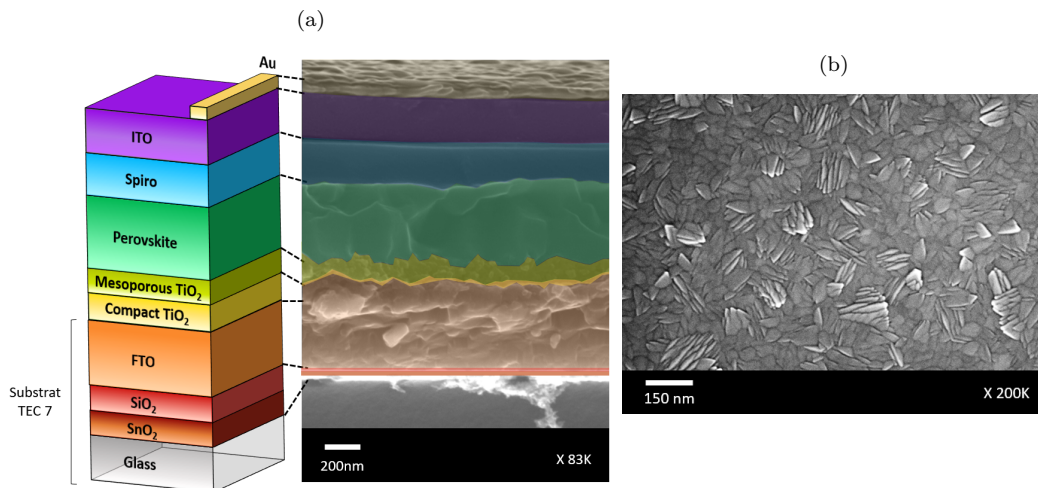 (a)
Au
ITO
Spiro
Perovskite
Mesoporous TiO₂
Compact TiO₂
FTO
SiO₂
SnO₂
Glass
Substrat
TEC 7
200nm
X 83K
(b)
150 nm
X 200K